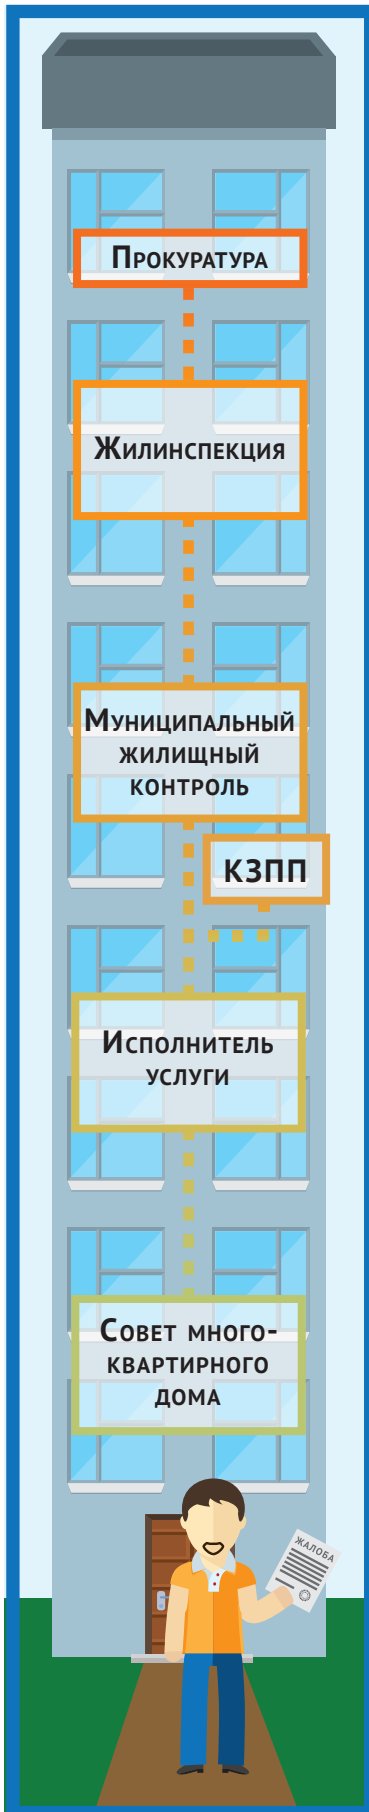 Прокуратура
Жилинспекция
Муниципальный
жилищный
контроль
КЗПП
Исполнитель
услуги
Совет много-
квартирного
дома
ЖАЛОБА